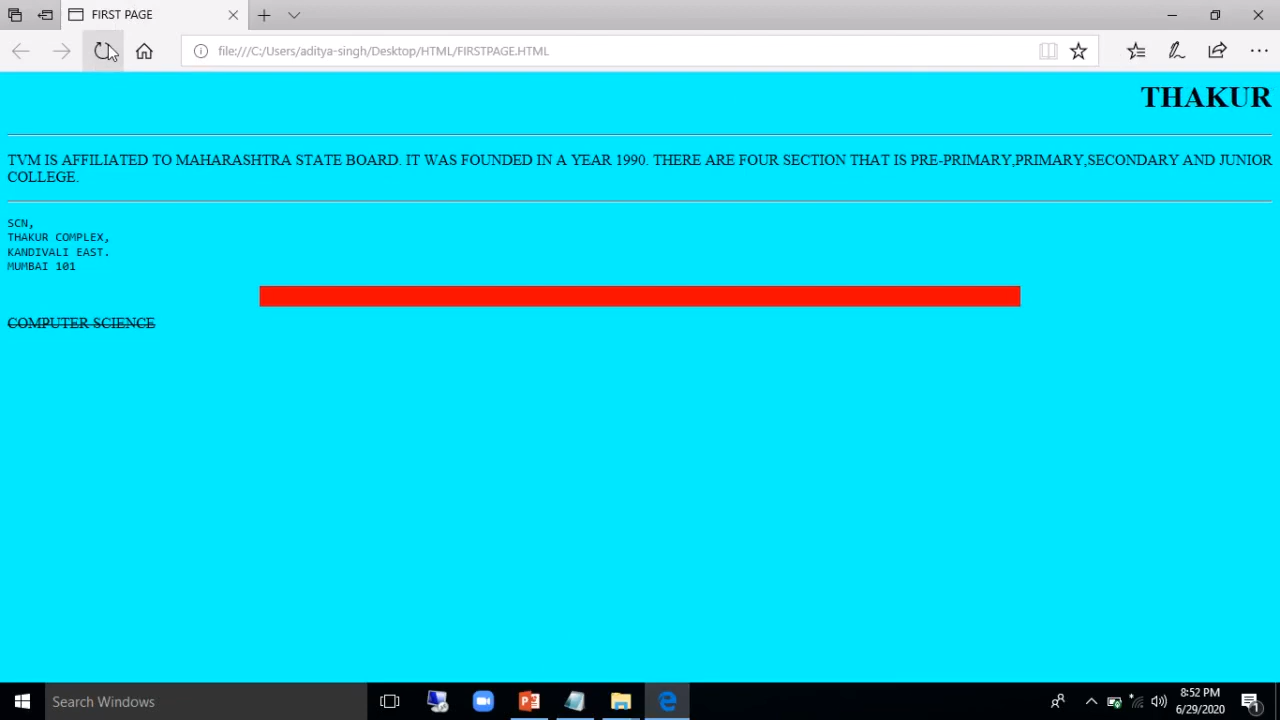 FIRST PAGE
file:///C:/Users/aditya-singh/Desktop/HTML/FIRSTPAGE.HTML
THAKUR
TVM IS AFFILIATED TO MAHARASHTRA STATE BOARD. IT WAS FOUNDED IN A YEAR 1990. THERE ARE FOUR SECTION THAT IS PRE-PRIMARY,PRIMARY,SECONDARY AND JUNIOR
COLLEGE.
SCN,
THAKUR COMPLEX,
KANDIVALI EAST.
MUMBAI 101
COMPUTER SCIENCE
Search Windows
8:52 PM
6/29/2020
1